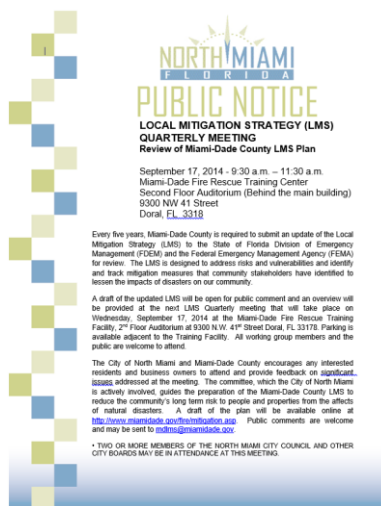 NORTH MIAMI
FLORIDA
PUBLIC NOTICE
LOCAL MITIGATION STRATEGY (LMS)
QUARTERLY MEETING
Review of Miami-Dade County LMS Plan
September 17, 2014 - 9:30 a.m. – 11:30 a.m.
Miami-Dade Fire Rescue Training Center
Second Floor Auditorium (Behind the main building)
9300 NW 41 Street
Doral, FL 3318
Every five years, Miami-Dade County is required to submit an update of the Local
Mitigation Strategy (LMS) to the State of Florida Division of Emergency
Management (FDEM) and the Federal Emergency Management Agency (FEMA)
for review. The LMS is designed to address risks and vulnerabilities and identify
and track mitigation measures that community stakeholders have identified to
lessen the impacts of disasters on our community.
A draft of the updated LMS will be open for public comment and an overview will
be provided at the next LMS Quarterly meeting that will take place on
Wednesday, September 17, 2014 at the Miami-Dade Fire Rescue Training
Facility, 2nd Floor Auditorium at 9300 N.W. 41st Street Doral, FL 33178. Parking is
available adjacent to the Training Facility. All working group members and the
public are welcome to attend.
The City of North Miami and Miami-Dade County encourages any interested
residents and business owners to attend and provide feedback on significant
issues addressed at the meeting. The committee, which the City of North Miami
is actively involved, guides the preparation of the Miami-Dade County LMS to
reduce the community's long term risk to people and properties from the affects
of natural disasters. A draft of the plan will be available online at
http://www.miamidade.gov/fire/mitigation.asp. Public comments are welcome
and may be sent to mdlms@miamidade.gov.
• TWO OR MORE MEMBERS OF THE NORTH MIAMI CITY COUNCIL AND OTHER
CITY BOARDS MAY BE IN ATTENDANCE AT THIS MEETING.